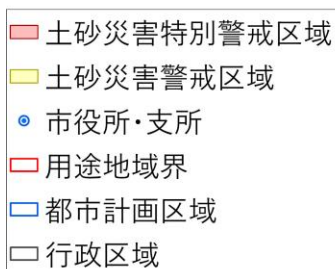 土砂災害特別警戒区域
土砂災害警戒区域
市役所・支所
用途地域界
都市計画区域
行政区域